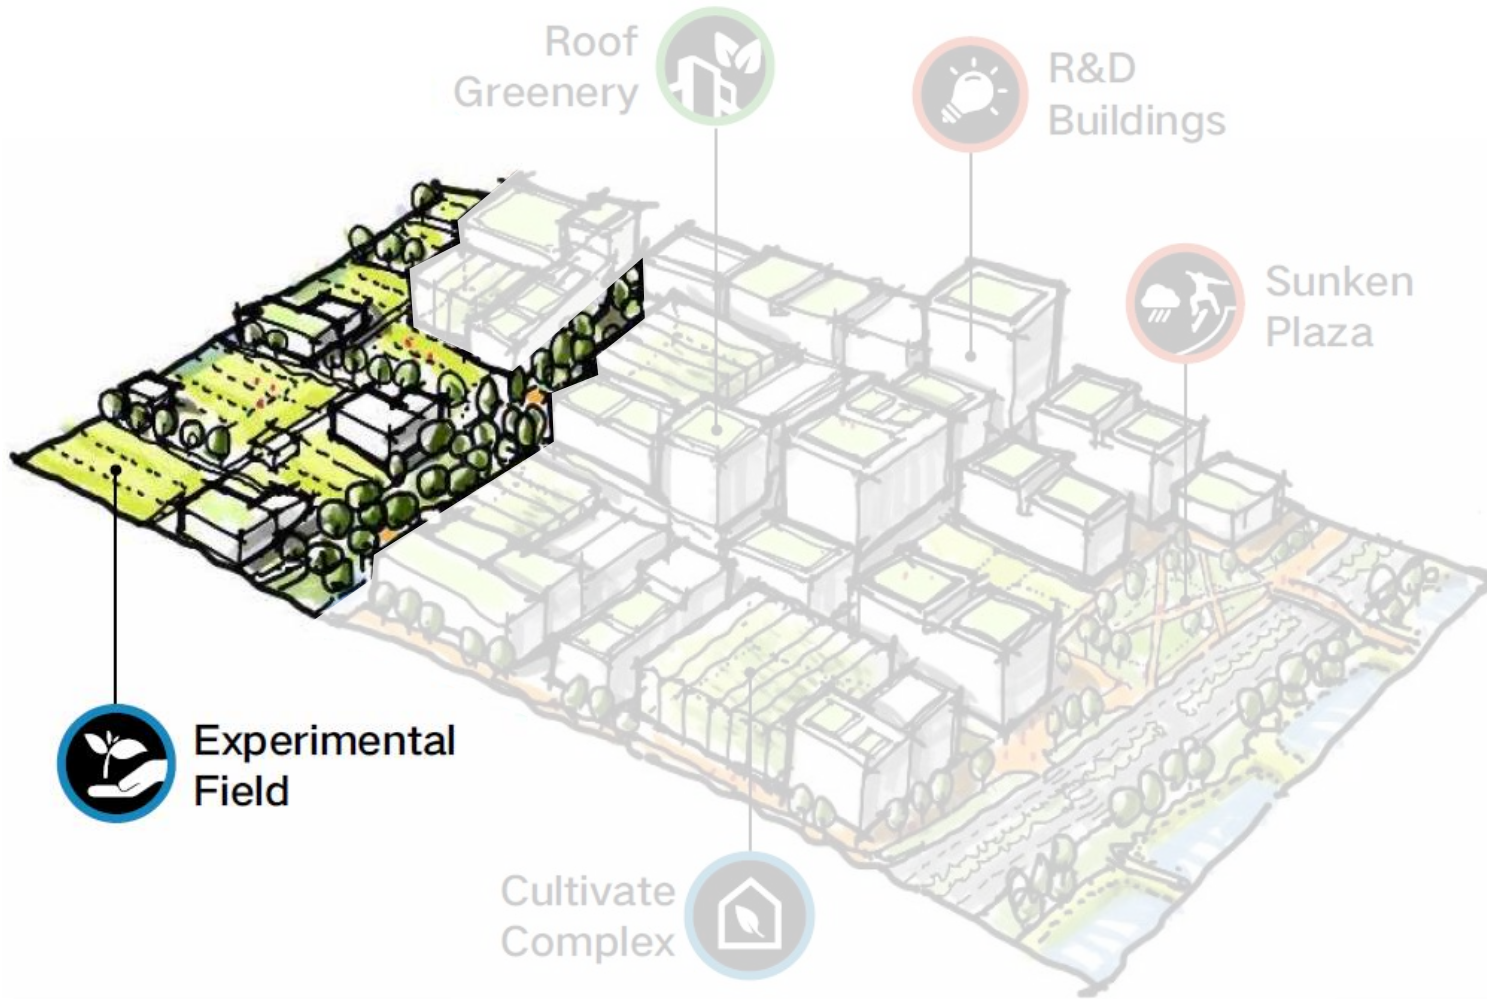 Roof
Greenery
R&D
Buildings
Sunken
Plaza
Experimental
Field
Cultivate
Complex